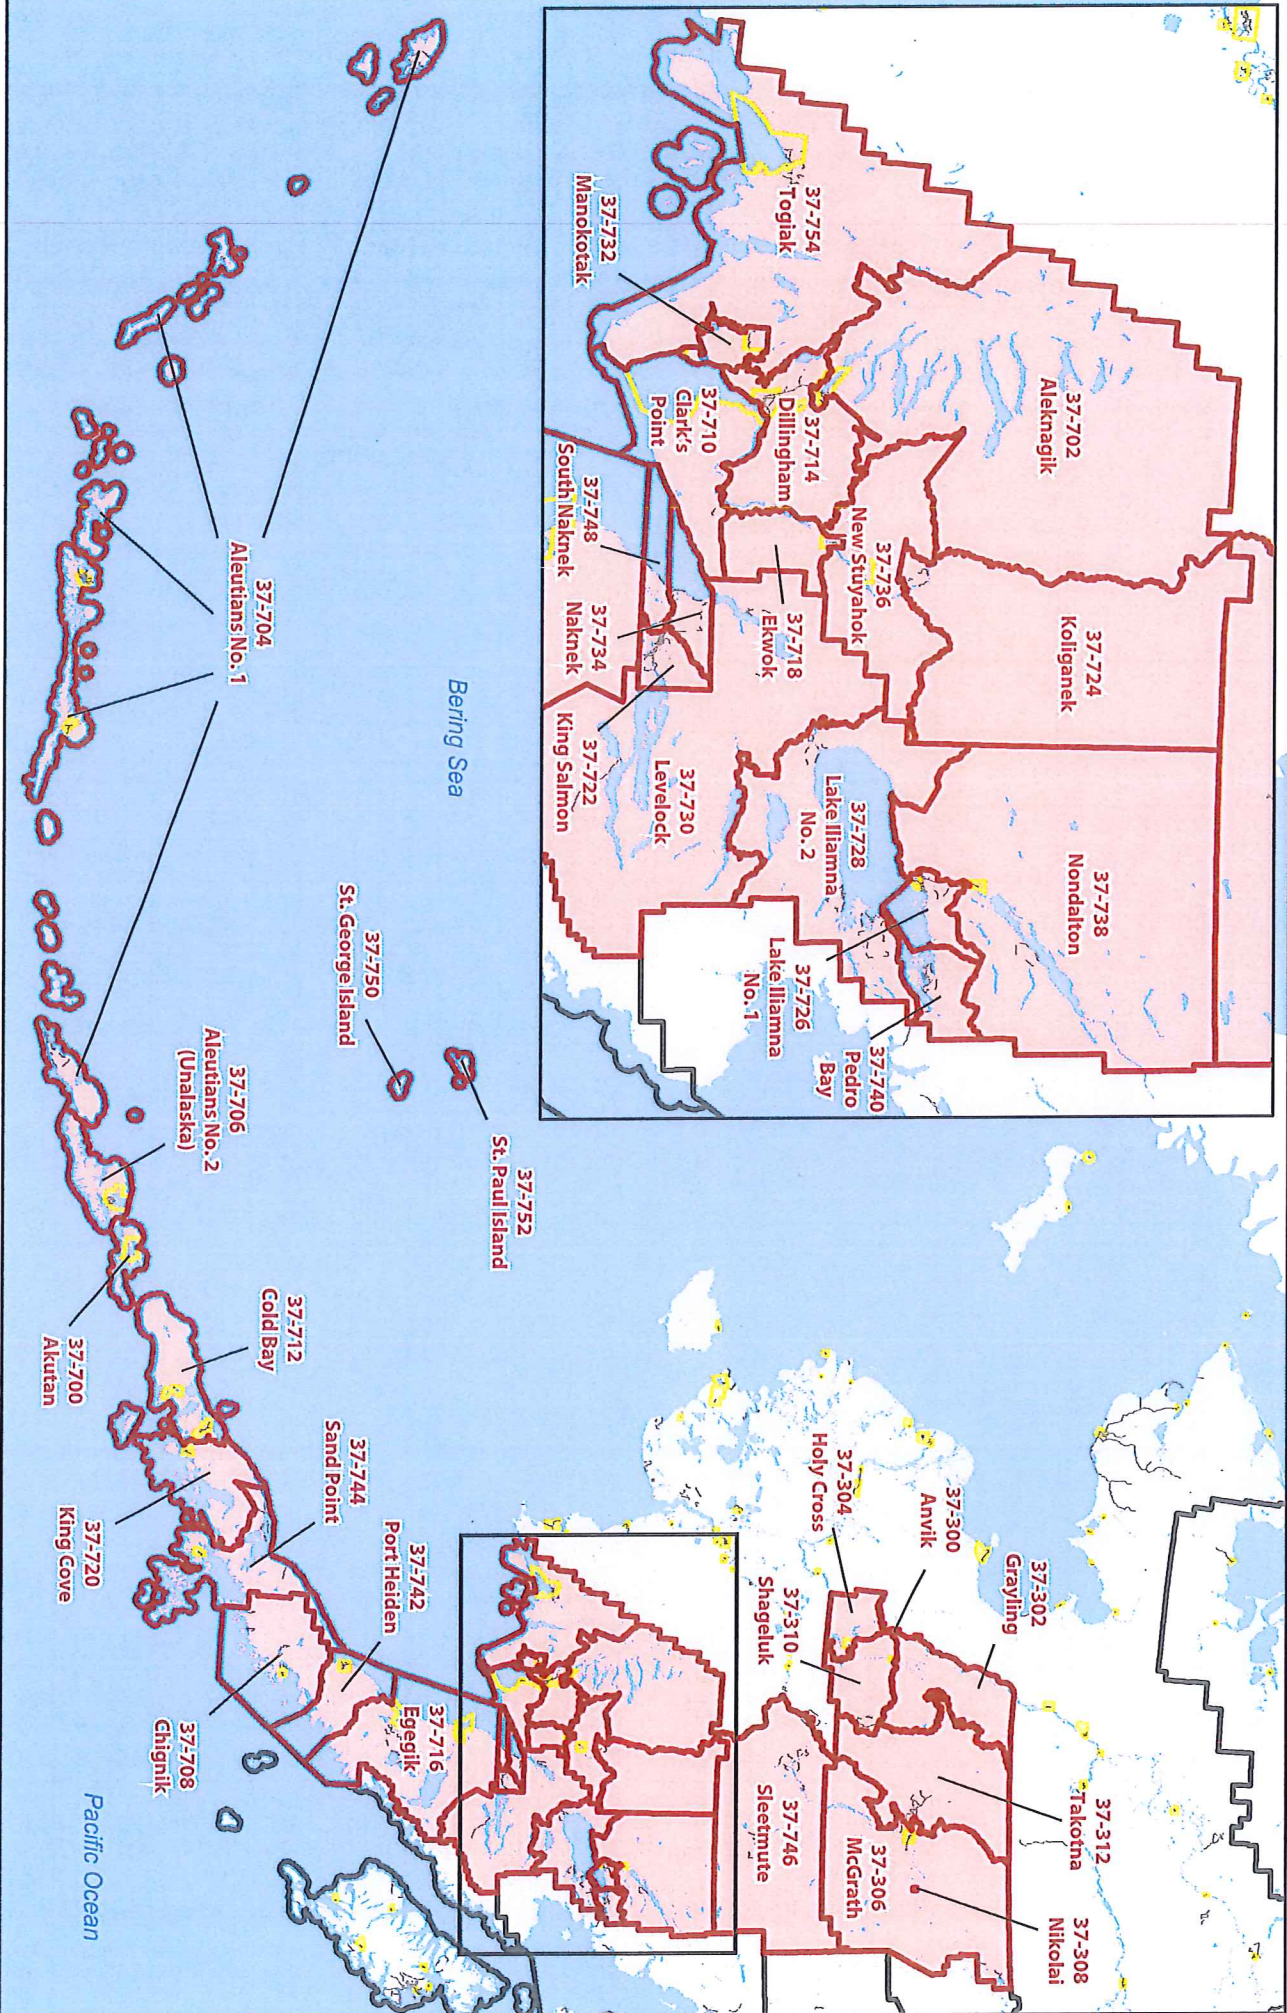 37-754
Togiak
37-732
Manokotak
37-702
Aleknagik
37-714
Dillingham
37-710
Clark's
Point
37-748
South Naknek
37-736
New Stuyahok
37-718
Ekwok
37-734
Naknek
37-722
King Salmon
37-724
Koliganek
37-730
Levelock
37-728
Lake Iliamna
No. 2
37-738
Nondalton
37-726
Lake Iliamna
No. 1
37-740
Pedro
Bay
37-704
Aleutians No. 1
Bering Sea
37-750
St. George Island
37-752
St. Paul Island
37-706
Aleutians No. 2
(Unalaska)
37-700
Akutan
37-712
Cold Bay
37-744
Sand Point
37-720
King Cove
37-742
Port Heiden
37-708
Chignik
37-716
Egegik
Pacific Ocean
37-304
Holy Cross
37-300
Anvik
37-302
Grayling
37-310
Shageluk
37-312
Takotna
37-746
Sleetmute
37-306
McGrath
37-308
Nikolai